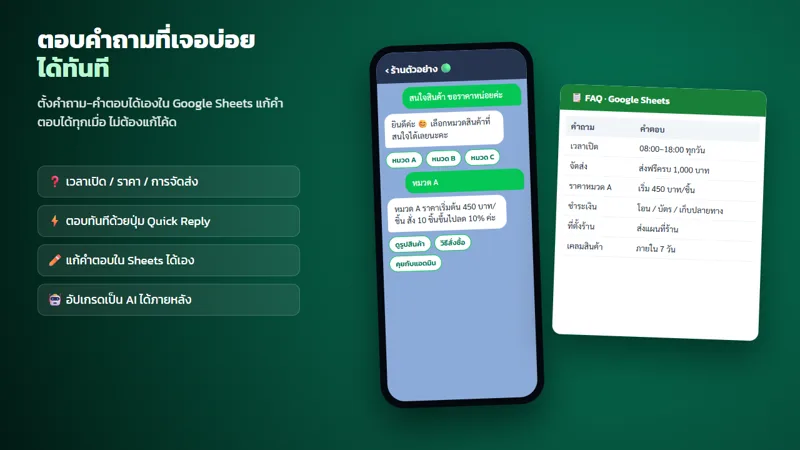 ตอบคำถามที่เจอบ่อย
ได้ทันที
ตั้งคำถาม-คำตอบได้เองใน Google Sheets แก้คำ
ตอบได้ทุกเมื่อ ไม่ต้องแก้โค้ด
❓ เวลาเปิด / ราคา / การจัดส่ง
⚡ ตอบทันทีด้วยปุ่ม Quick Reply
✏️ แก้คำตอบใน Sheets ได้เอง
🤖 อัปเกรดเป็น AI ได้ภายหลัง
‹ ร้านตัวอย่าง 🟢
สนใจสินค้า ขอราคาหน่อยค่ะ
ยินดีค่ะ 😊 เลือกหมวดสินค้าที่
สนใจได้เลยนะคะ
หมวด A หมวด B หมวด C
หมวด A
หมวด A ราคาเริ่มต้น 450 บาท/
ชิ้น สั่ง 10 ชิ้นขึ้นไปลด 10% ค่ะ
ดูรูปสินค้า วิธีสั่งซื้อ
คุยกับแอดมิน
📋 FAQ · Google Sheets
คำถาม คำตอบ
เวลาเปิด 08:00–18:00 ทุกวัน
จัดส่ง ส่งฟรีครบ 1,000 บาท
ราคาหมวด A เริ่ม 450 บาท/ชิ้น
ชำระเงิน โอน / บัตร / เก็บปลายทาง
ที่ตั้งร้าน ส่งแผนที่ร้าน
เคลมสินค้า ภายใน 7 วัน